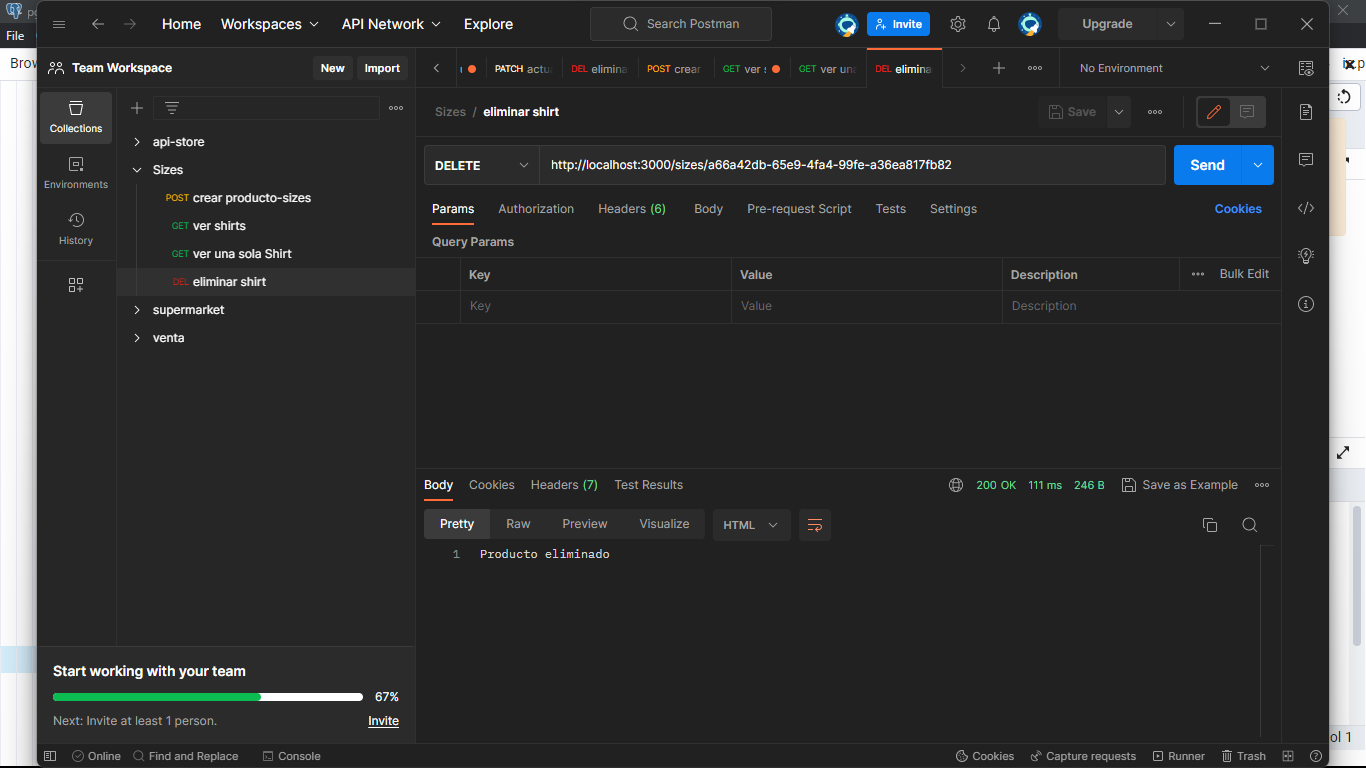 File
Home Workspaces API Network Explore Search Postman Invite Upgrade
Brow
Team Workspace New Import
PATCH actu DEL elimina POST crear GET ver s GET ver una DEL elimina No Environment
Collections
Environments
History
api-store
Sizes
POST crear producto-sizes
GET ver shirts
GET ver una sola Shirt
DEL eliminar shirt
supermarket
venta
Sizes / eliminar shirt Save
DELETE http://localhost:3000/sizes/a66a42db-65e9-4fa4-99fe-a36ea817fb82 Send
Params Authorization Headers (6) Body Pre-request Script Tests Settings Cookies
Query Params
Key Value Description Bulk Edit
Key Value Description
Body Cookies Headers (7) Test Results 200 OK 111 ms 246 B Save as Example
Pretty Raw Preview Visualize HTML
1 Producto eliminado
Start working with your team
67%
Next: Invite at least 1 person. Invite
Online Find and Replace Console Cookies Capture requests Runner Trash
ol 1